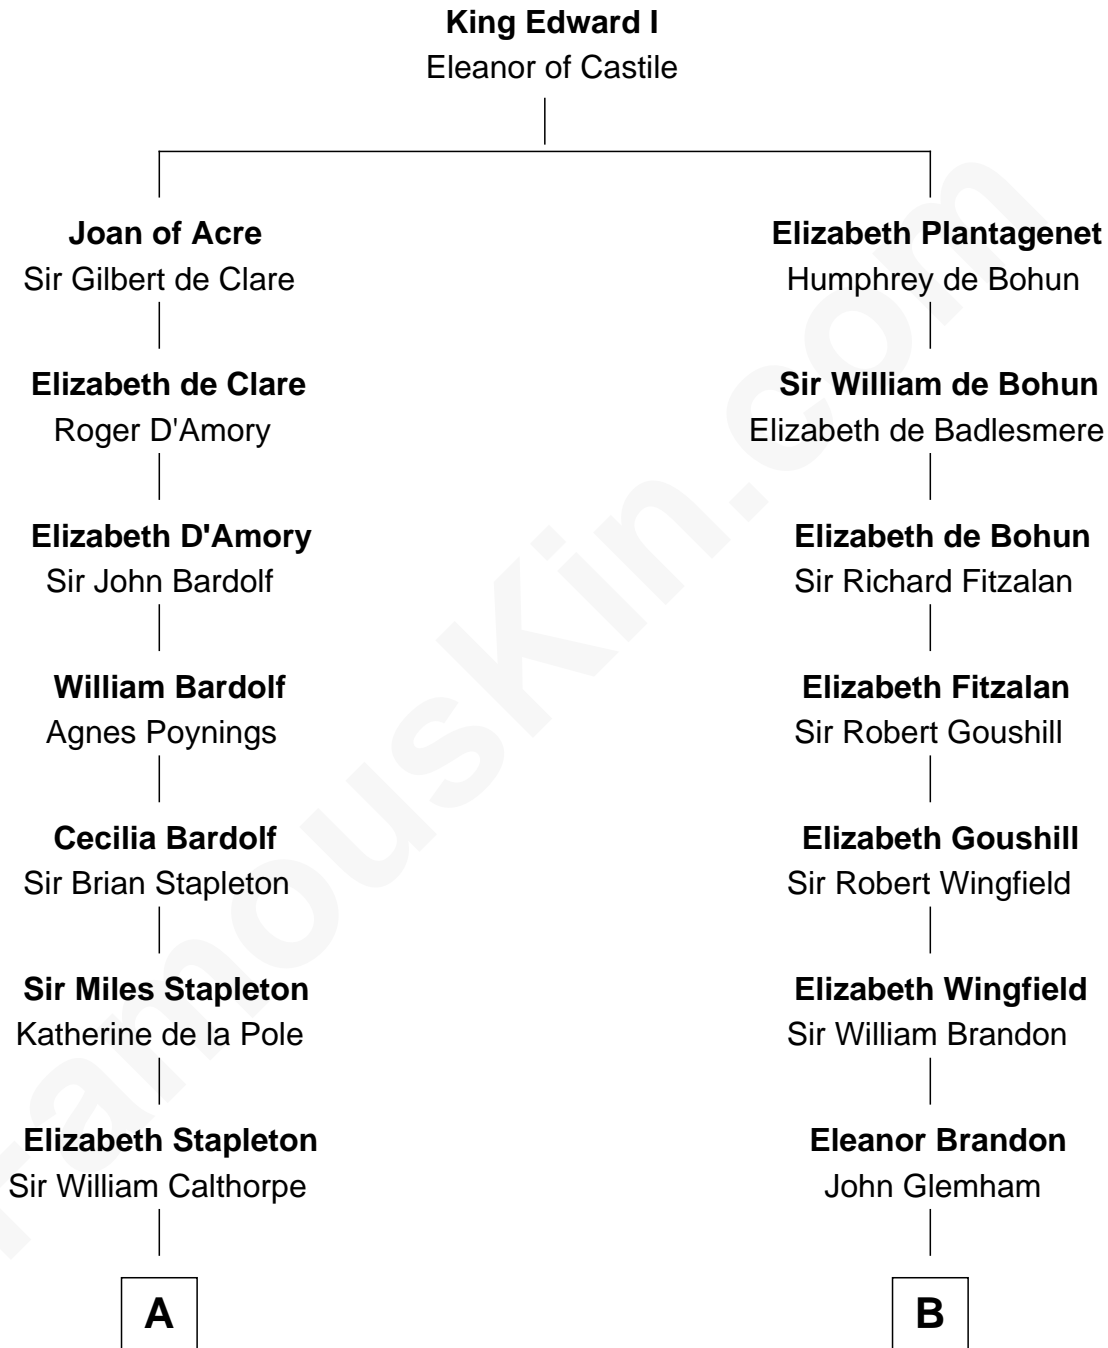 King Edward I
Eleanor of Castile
Joan of Acre
Sir Gilbert de Clare
Elizabeth Plantagenet
Humphrey de Bohun
Elizabeth de Clare
Roger D'Amory
Sir William de Bohun
Elizabeth de Badlesmere
Elizabeth D'Amory
Sir John Bardolf
Elizabeth de Bohun
Sir Richard Fitzalan
William Bardolf
Agnes Poynings
Elizabeth Fitzalan
Sir Robert Goushill
Cecilia Bardolf
Sir Brian Stapleton
Elizabeth Goushill
Sir Robert Wingfield
Sir Miles Stapleton
Katherine de la Pole
Elizabeth Wingfield
Sir William Brandon
Elizabeth Stapleton
Sir William Calthorpe
Eleanor Brandon
John Glemham
A
B
FamousKin.com